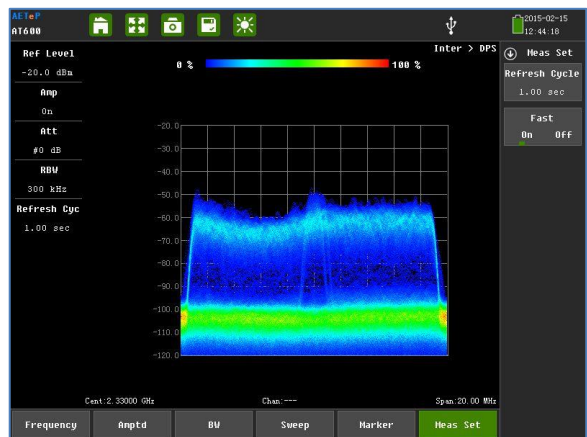 AETeP
AT600
2015-02-15
12:44:18
Ref Level
-20.0 dBm
Amp
On
Att
#0 dB
RBW
300 kHz
Refresh Cyc
1.00 sec
Inter > DPS
0 %
100 %
-20.0
-30.0
-40.0
-50.0
-60.0
-70.0
-80.0
-90.0
-100.0
-110.0
-120.0
Cent:2.33000 GHz
Chan:---
Span:20.00 MHz
Meas Set
Refresh Cycle
1.00 sec
Fast
On Off
Frequency
Amptd
BW
Sweep
Marker
Meas Set